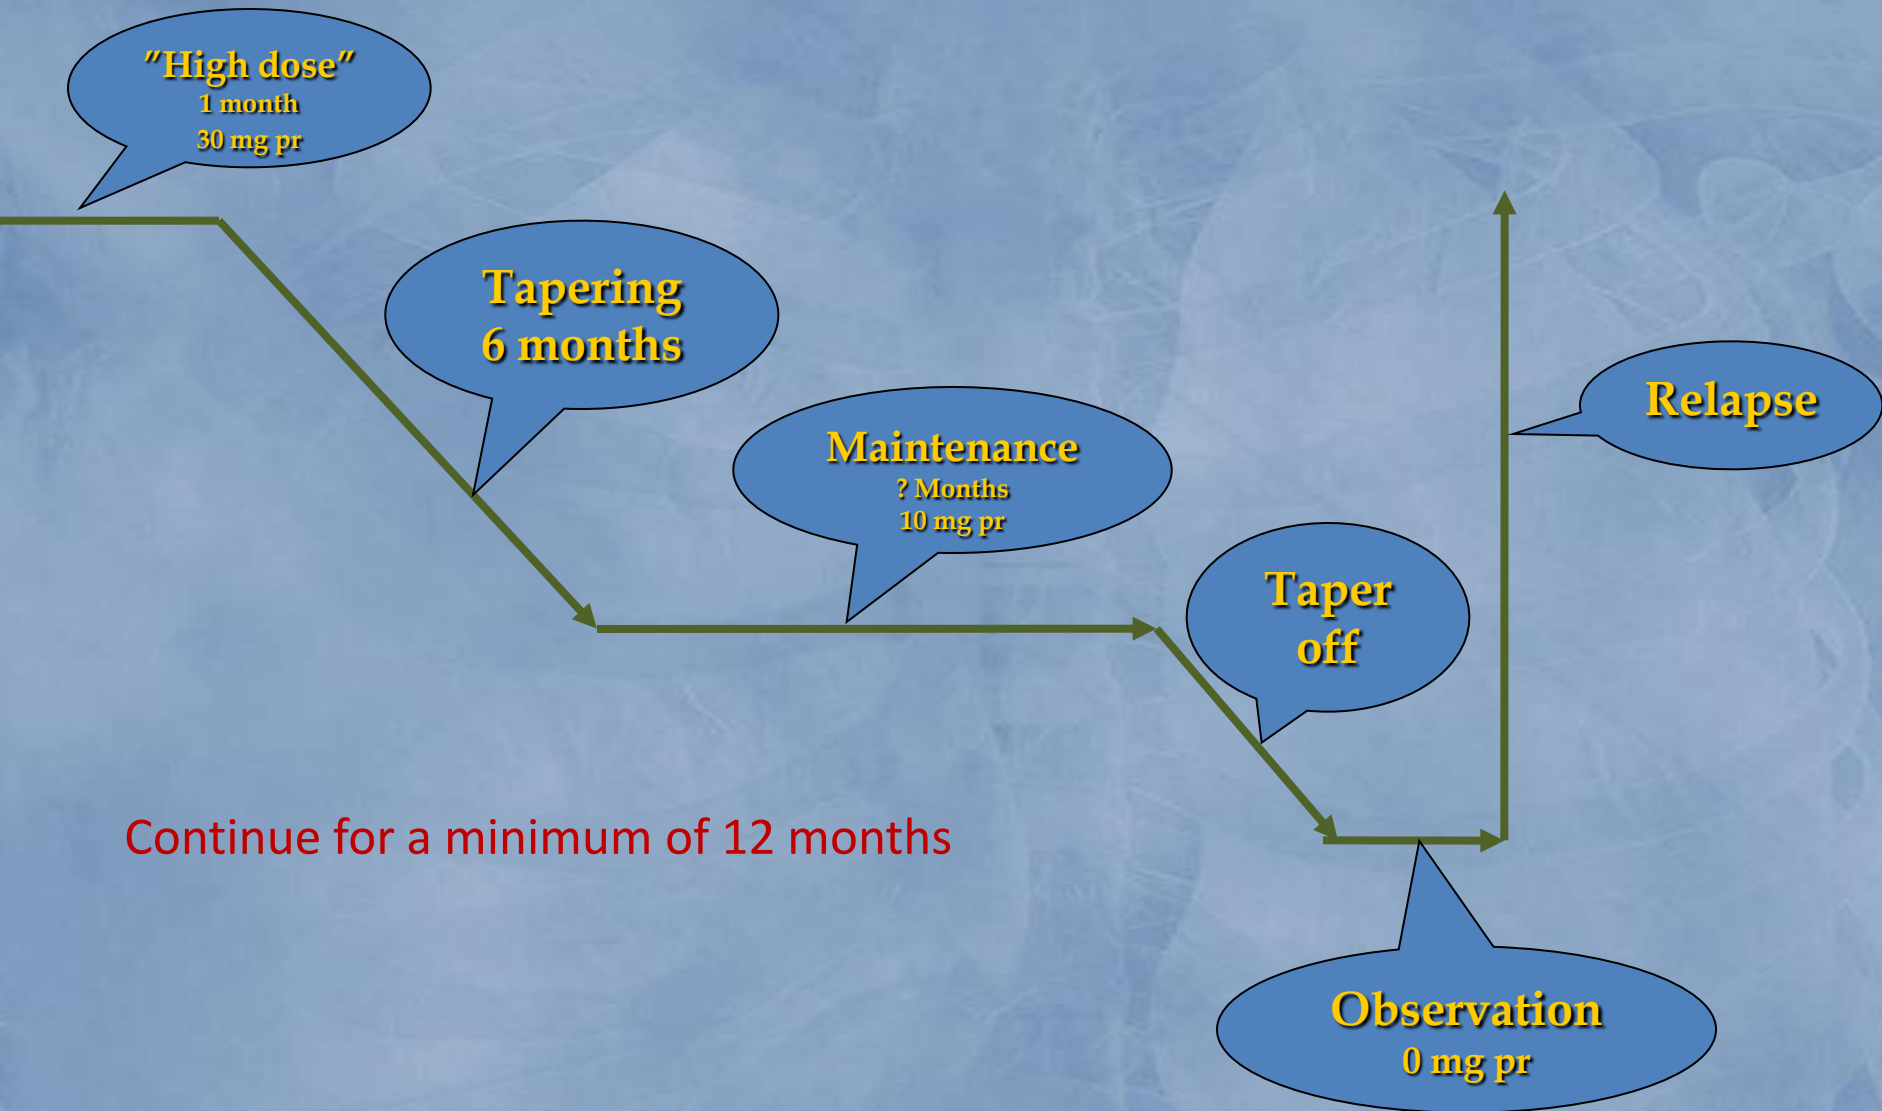 ”High dose”
1 month
30 mg pr
Tapering
6 months
Maintenance
? Months
10 mg pr
Relapse
Taper
off
Continue for a minimum of 12 months
Observation
0 mg pr